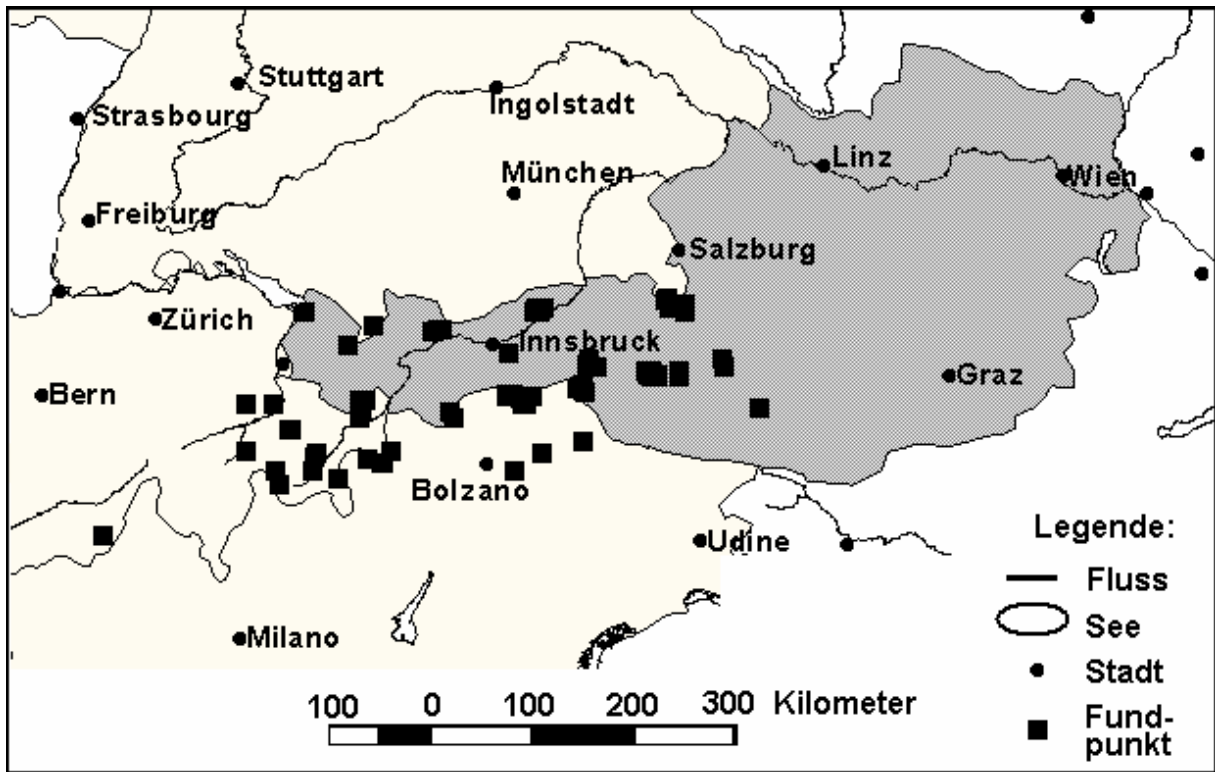 Stuttgart
Ingolstadt
Strasbourg
München
Linz
Wien
Freiburg
Salzburg
Zürich
Innsbruck
Bern
Graz
Bolzano
Udine
Milano
Legende:
Fluss
See
Stadt
Fund-
punkt
100 0 100 200 300 Kilometer